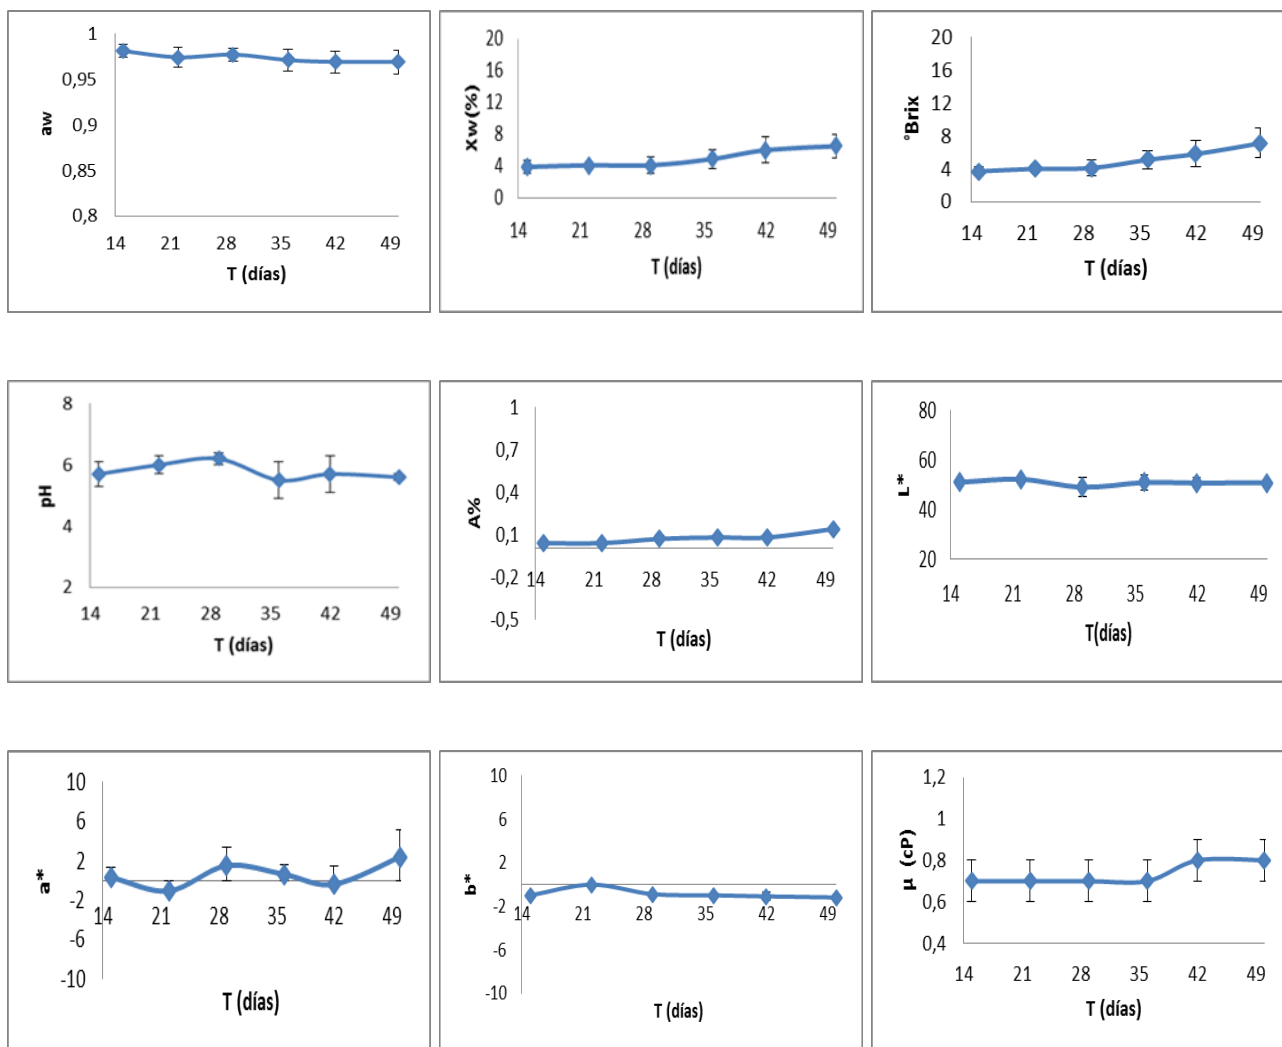 1
0,95
0,9
0,85
0,8
aw
14 21 28 35 42 49
T (días)
20
16
12
8
4
0
Xw(%)
14 21 28 35 42 49
T (días)
20
16
12
8
4
0
°Brix
14 21 28 35 42 49
T (días)
8
6
4
2
pH
14 21 28 35 42 49
T (días)
1
0,7
0,4
0,1
-0,2
-0,5
A%
14 21 28 35 42 49
T (días)
80
60
40
20
L*
14 21 28 35 42 49
T(días)
10
6
2
-2
-6
-10
a*
14 21 28 35 42 49
T (días)
10
6
2
-2
-6
-10
b*
14 21 28 35 42 49
T (días)
1,2
1
0,8
0,6
0,4
µ (cP)
14 21 28 35 42 49
T (días)